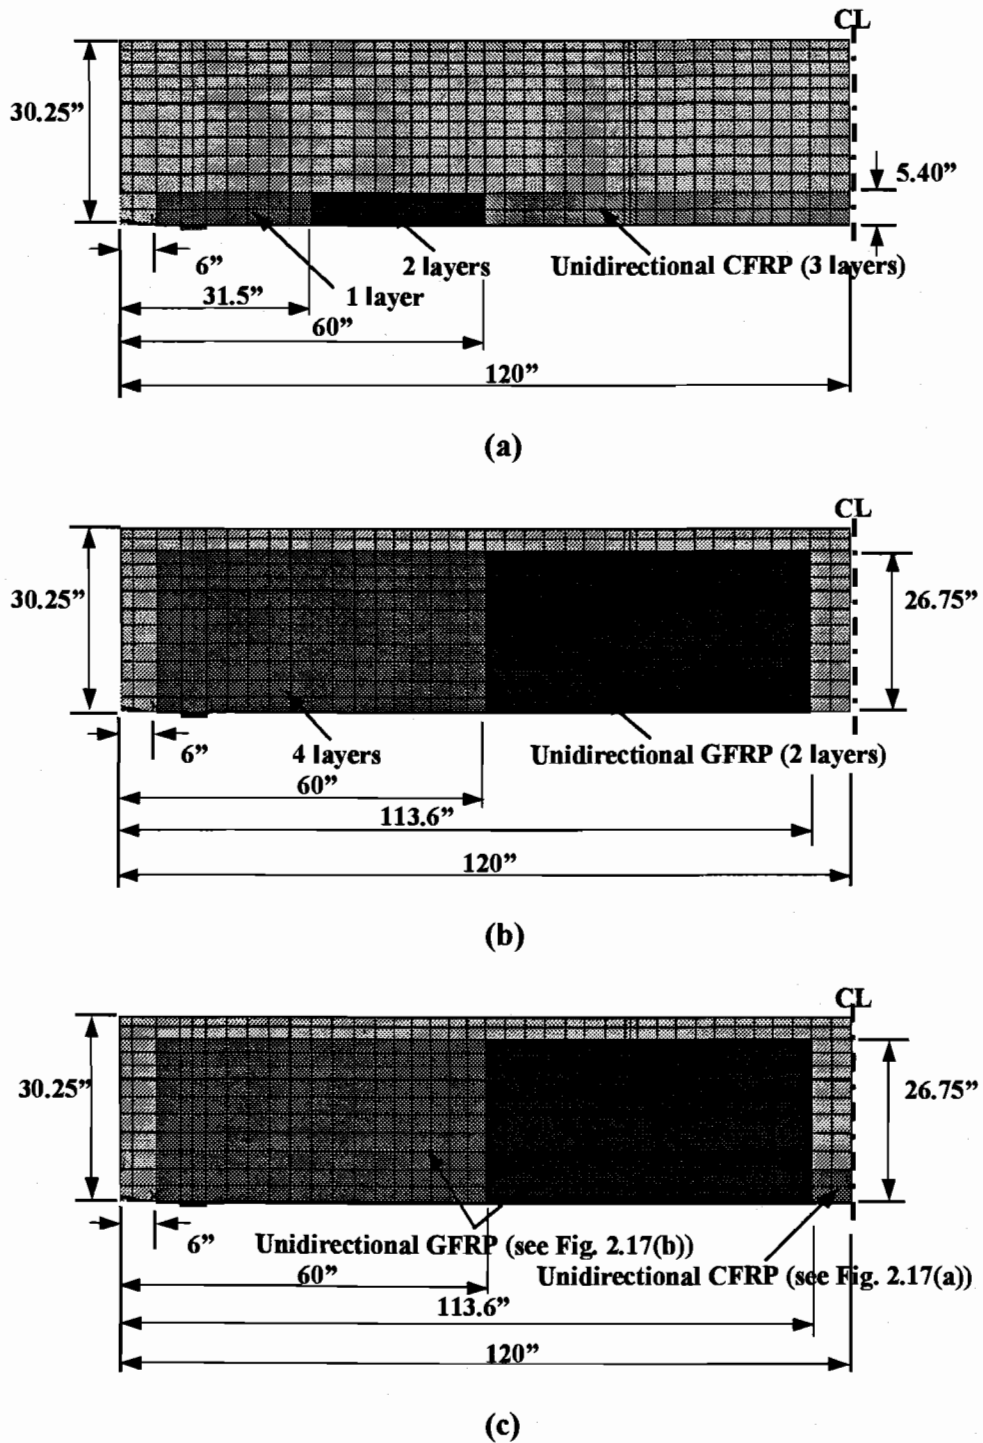 CL
30.25”
5.40”
6”
2 layers
Unidirectional CFRP (3 layers)
31.5”
1 layer
60”
120”
(a)
CL
30.25”
26.75”
6”
4 layers
Unidirectional GFRP (2 layers)
60”
113.6”
120”
(b)
CL
30.25”
26.75”
6”
Unidirectional GFRP (see Fig. 2.17(b))
60”
Unidirectional CFRP (see Fig. 2.17(a))
113.6”
120”
(c)